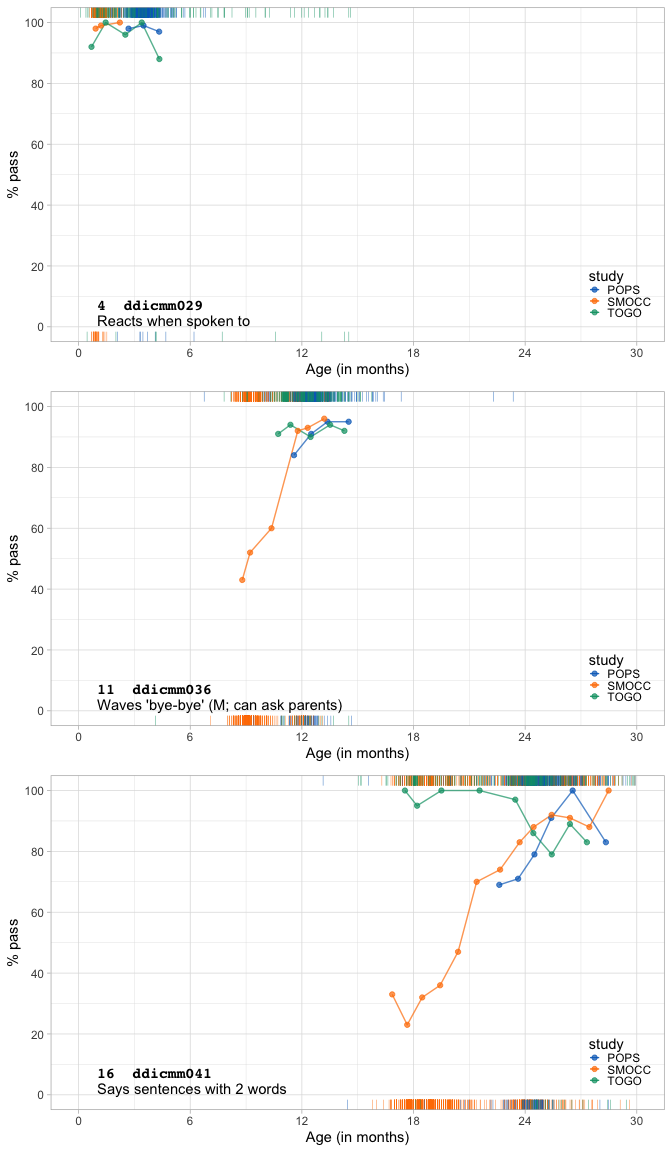 100
80
60
40
20
0
% pass
4 ddicmm029
Reacts when spoken to
study
POPS
SMOCC
TOGO
0 6 12 18 24 30
Age (in months)
100
80
60
40
20
0
% pass
11 ddicmm036
Waves 'bye-bye' (M; can ask parents)
study
POPS
SMOCC
TOGO
0 6 12 18 24 30
Age (in months)
100
80
60
40
20
0
% pass
16 ddicmm041
Says sentences with 2 words
study
POPS
SMOCC
TOGO
0 6 12 18 24 30
Age (in months)